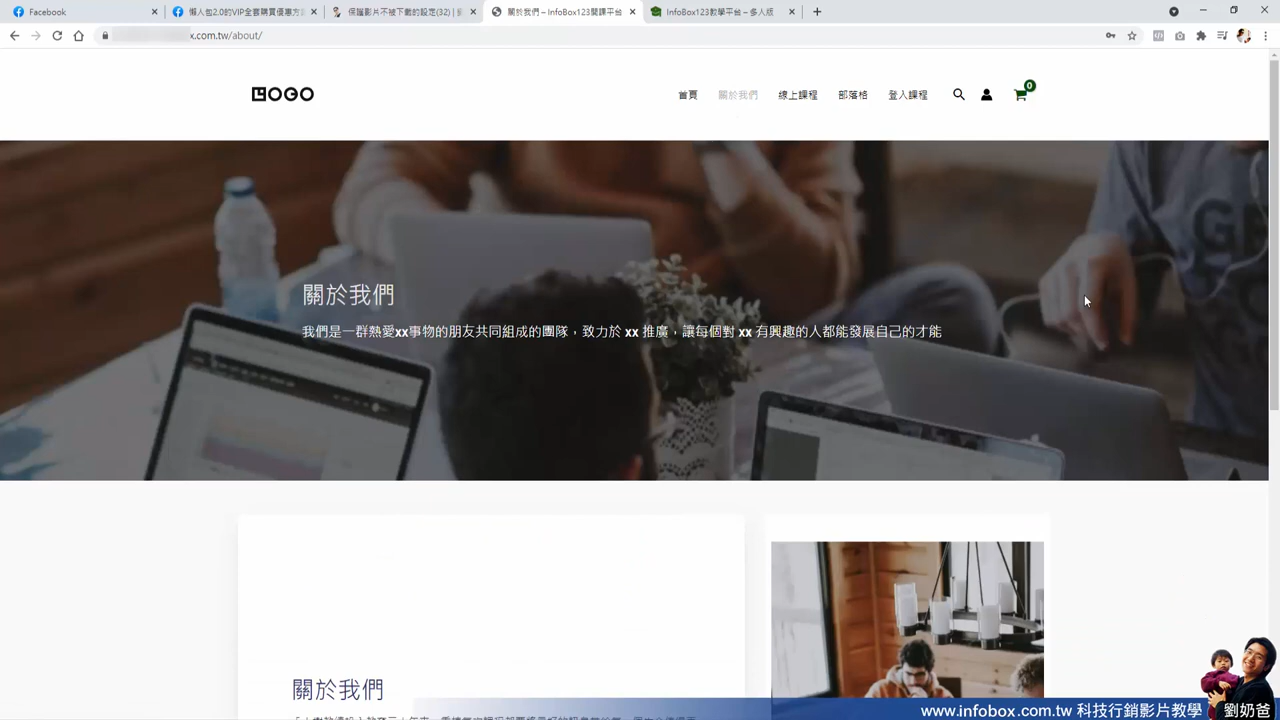 Facebook
懶人包2.0的VIP全套購買優惠方
保護影片不被下載的設定(32) |
關於我們 – InfoBox123開課平台
InfoBox123教學平台 – 多人版
x.com.tw/about/
LOGO
首頁
關於我們
線上課程
部落格
登入課程
0
關於我們
我們是一群熱愛xx事物的朋友共同組成的團隊，致力於 xx 推廣，讓每個對 xx 有興趣的人都能發展自己的才能
關於我們
www.infobox.com.tw 科技行銷影片教學
劉奶爸